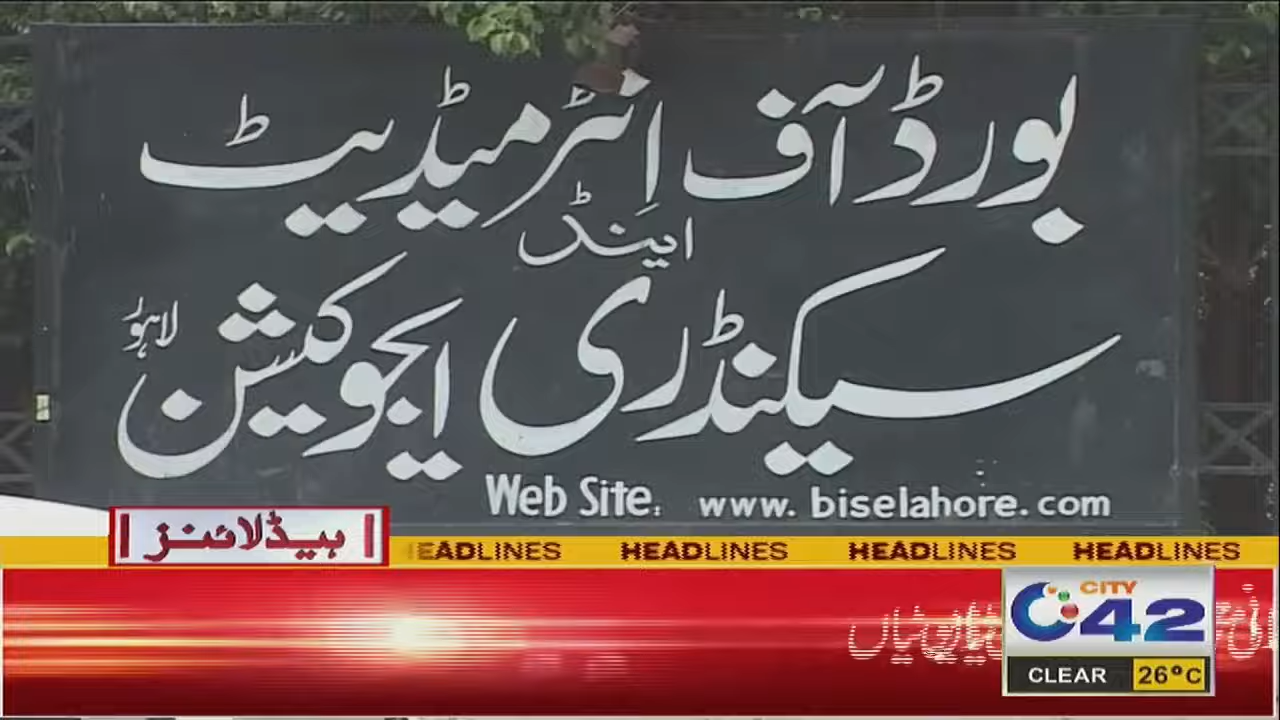 بورڈ آف انٹرمیڈیٹ
اینڈ
سیکنڈری ایجوکیشن لاہور
Web Site: www. biselahore. com
ہیڈلائنز
EADLINES HEADLINES HEADLINES HEADLINES
CITY
42
CLEAR 26°C